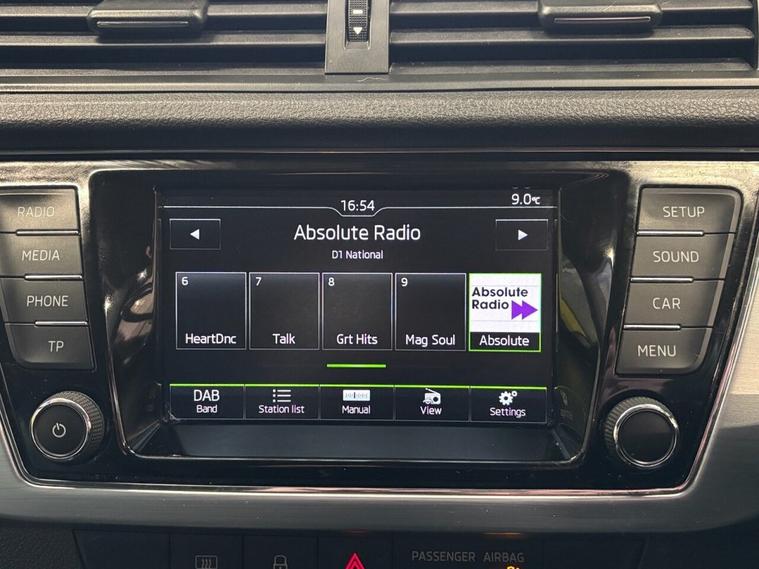 16:54
9.0°C
RADIO
MEDIA
PHONE
TP
Absolute Radio
D1 National
6
HeartDnc
7
Talk
8
Grt Hits
9
Mag Soul
Absolute
Radio
Absolute
DAB
Band
Station list
Manual
View
Settings
SETUP
SOUND
CAR
MENU
PASSENGER AIRBAG